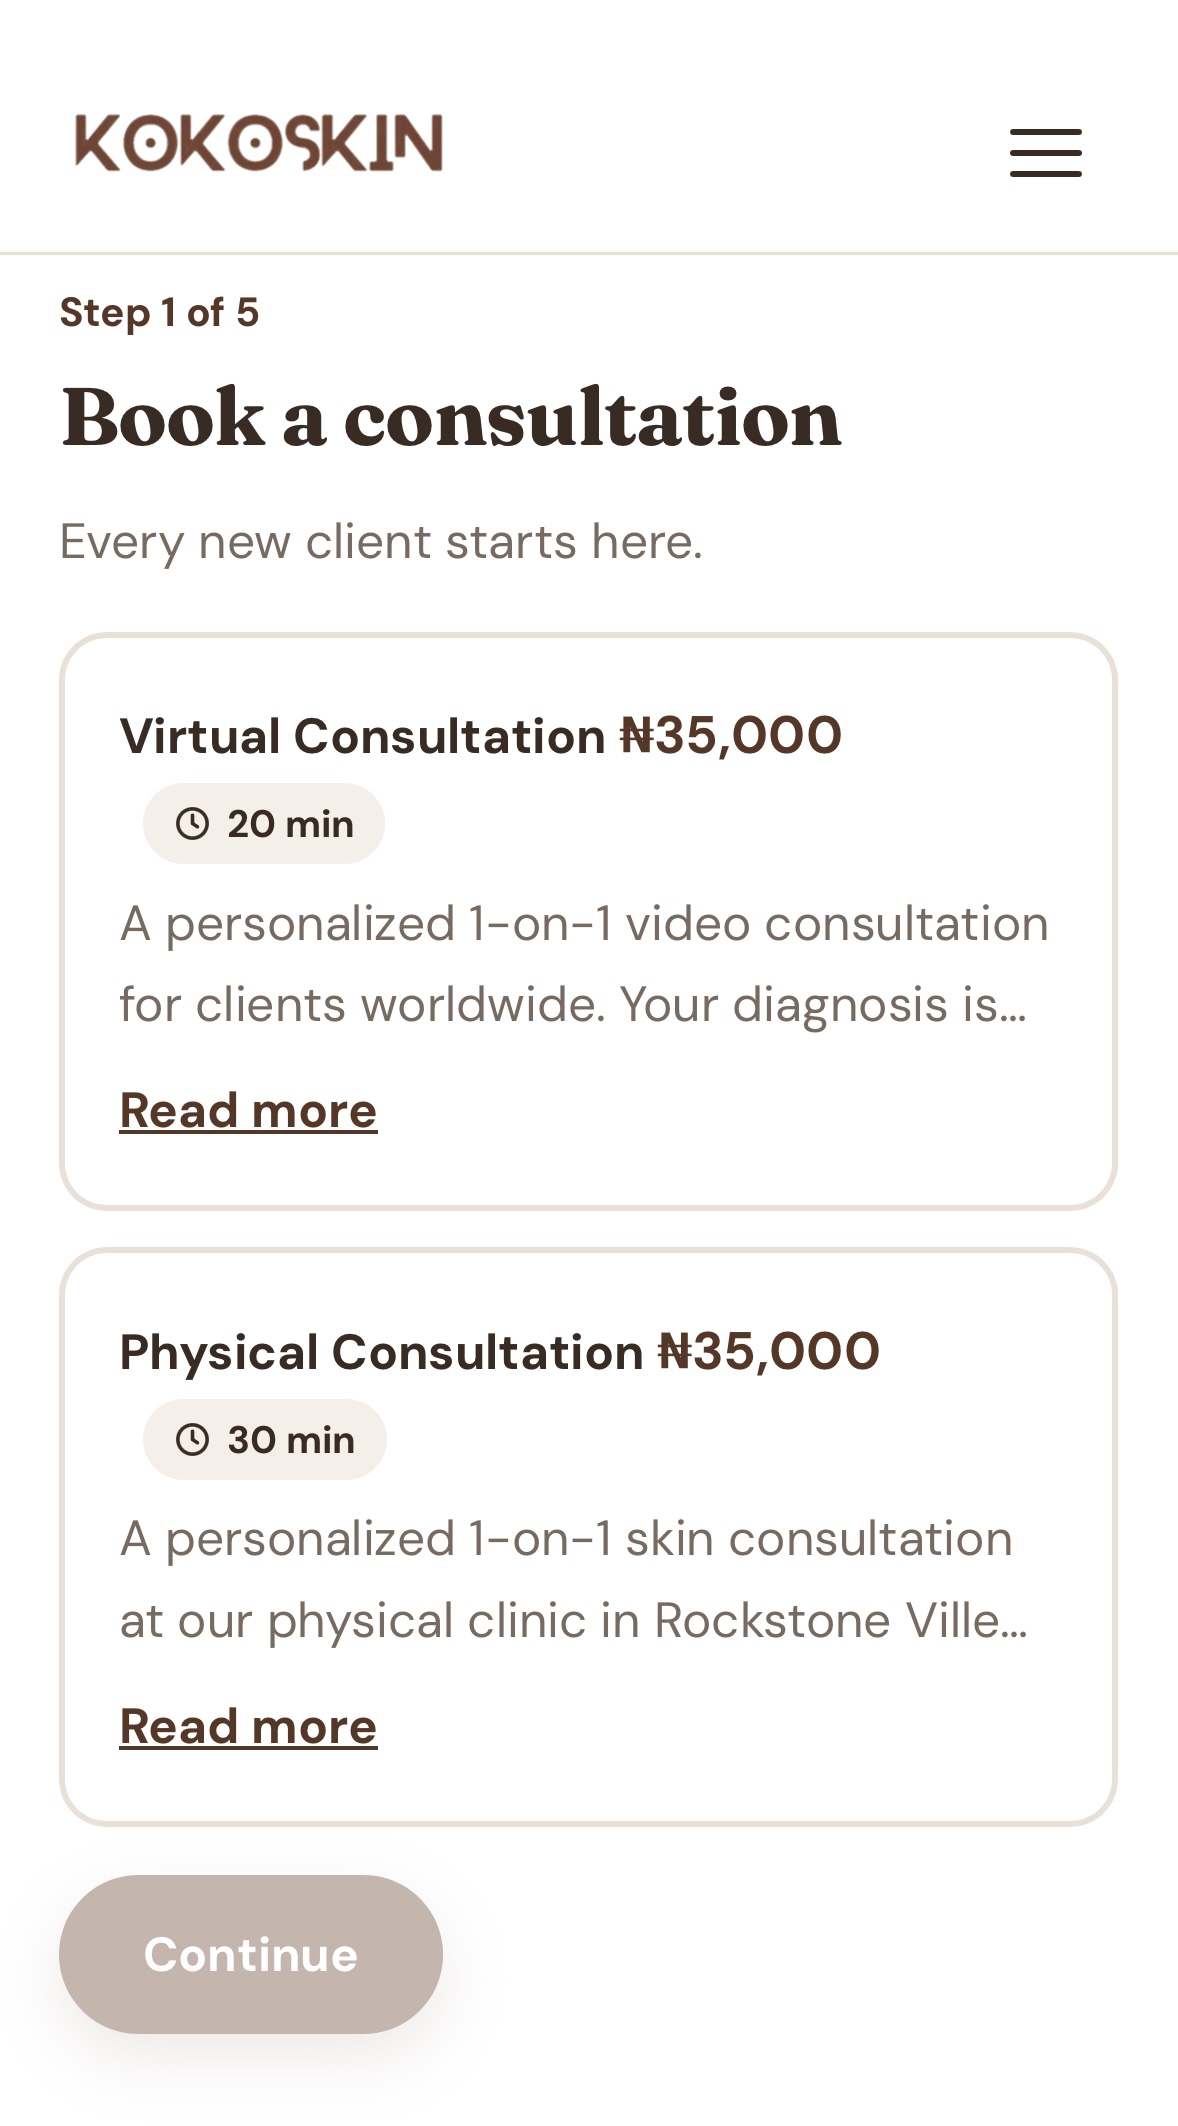 KOKOSKIN
Step 1 of 5
Book a consultation
Every new client starts here.
Virtual Consultation ₦35,000
20 min
A personalized 1-on-1 video consultation
for clients worldwide. Your diagnosis is...
Read more
Physical Consultation ₦35,000
30 min
A personalized 1-on-1 skin consultation
at our physical clinic in Rockstone Ville...
Read more
Continue